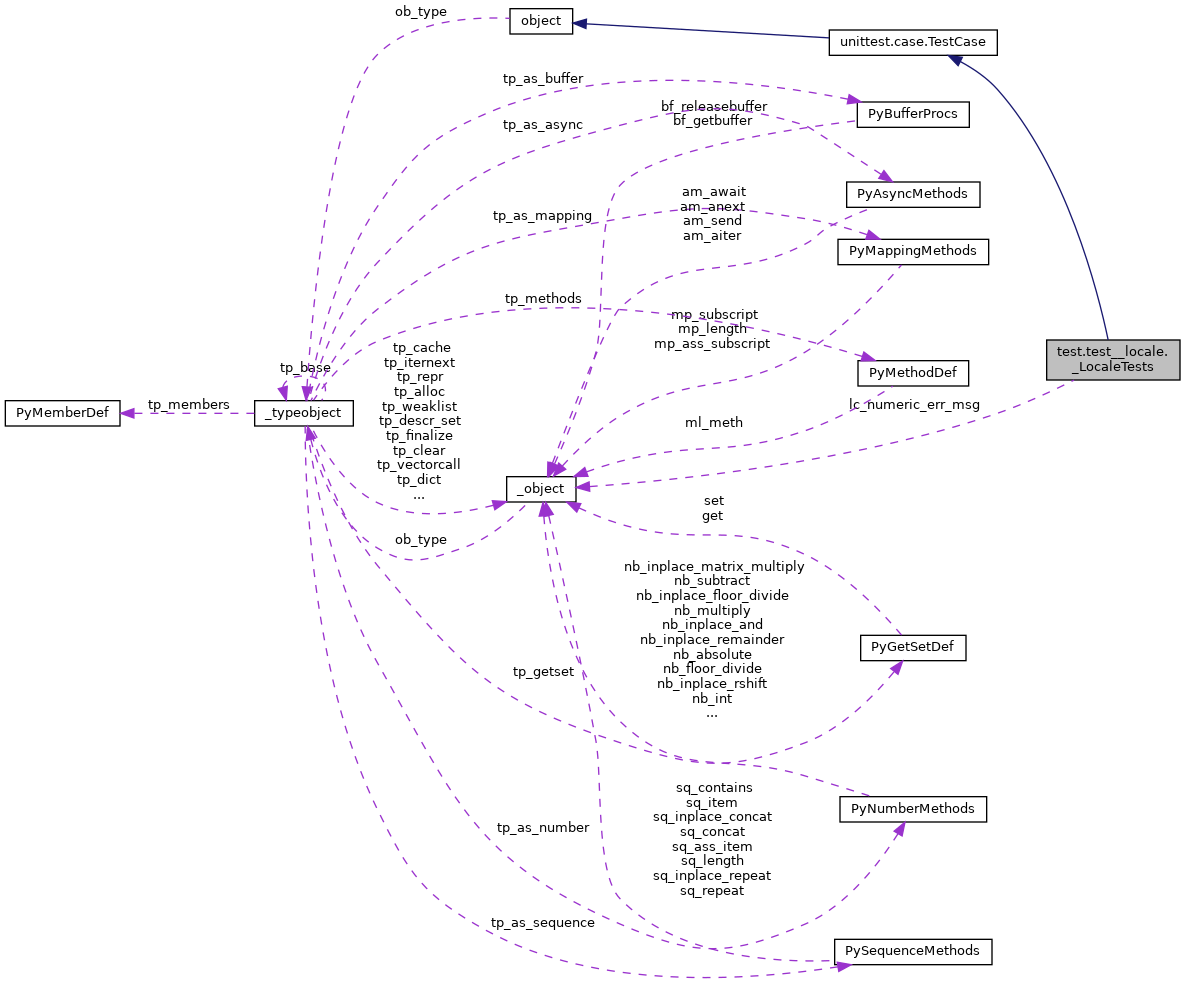 ob_type
object
unittest.case.TestCase
tp_as_buffer
bf_releasebuffer
bf_getbuffer
PyBufferProcs
tp_as_async
am_await
am_anext
am_send
am_aiter
PyAsyncMethods
tp_as_mapping
PyMappingMethods
tp_methods
mp_subscript
mp_length
mp_ass_subscript
test.test__locale.
_LocaleTests
tp_base
tp_cache
tp_iternext
tp_repr
tp_alloc
tp_weaklist
tp_descr_set
tp_finalize
tp_clear
tp_vectorcall
tp_dict
...
PyMethodDef
PyMemberDef
tp_members
_typeobject
lc_numeric_err_msg
ml_meth
_object
set
get
ob_type
nb_inplace_matrix_multiply
nb_subtract
nb_inplace_floor_divide
nb_multiply
nb_inplace_and
nb_inplace_remainder
nb_absolute
nb_floor_divide
nb_inplace_rshift
nb_int
...
PyGetSetDef
tp_getset
sq_contains
sq_item
sq_inplace_concat
sq_concat
sq_ass_item
sq_length
sq_inplace_repeat
sq_repeat
PyNumberMethods
tp_as_number
tp_as_sequence
PySequenceMethods